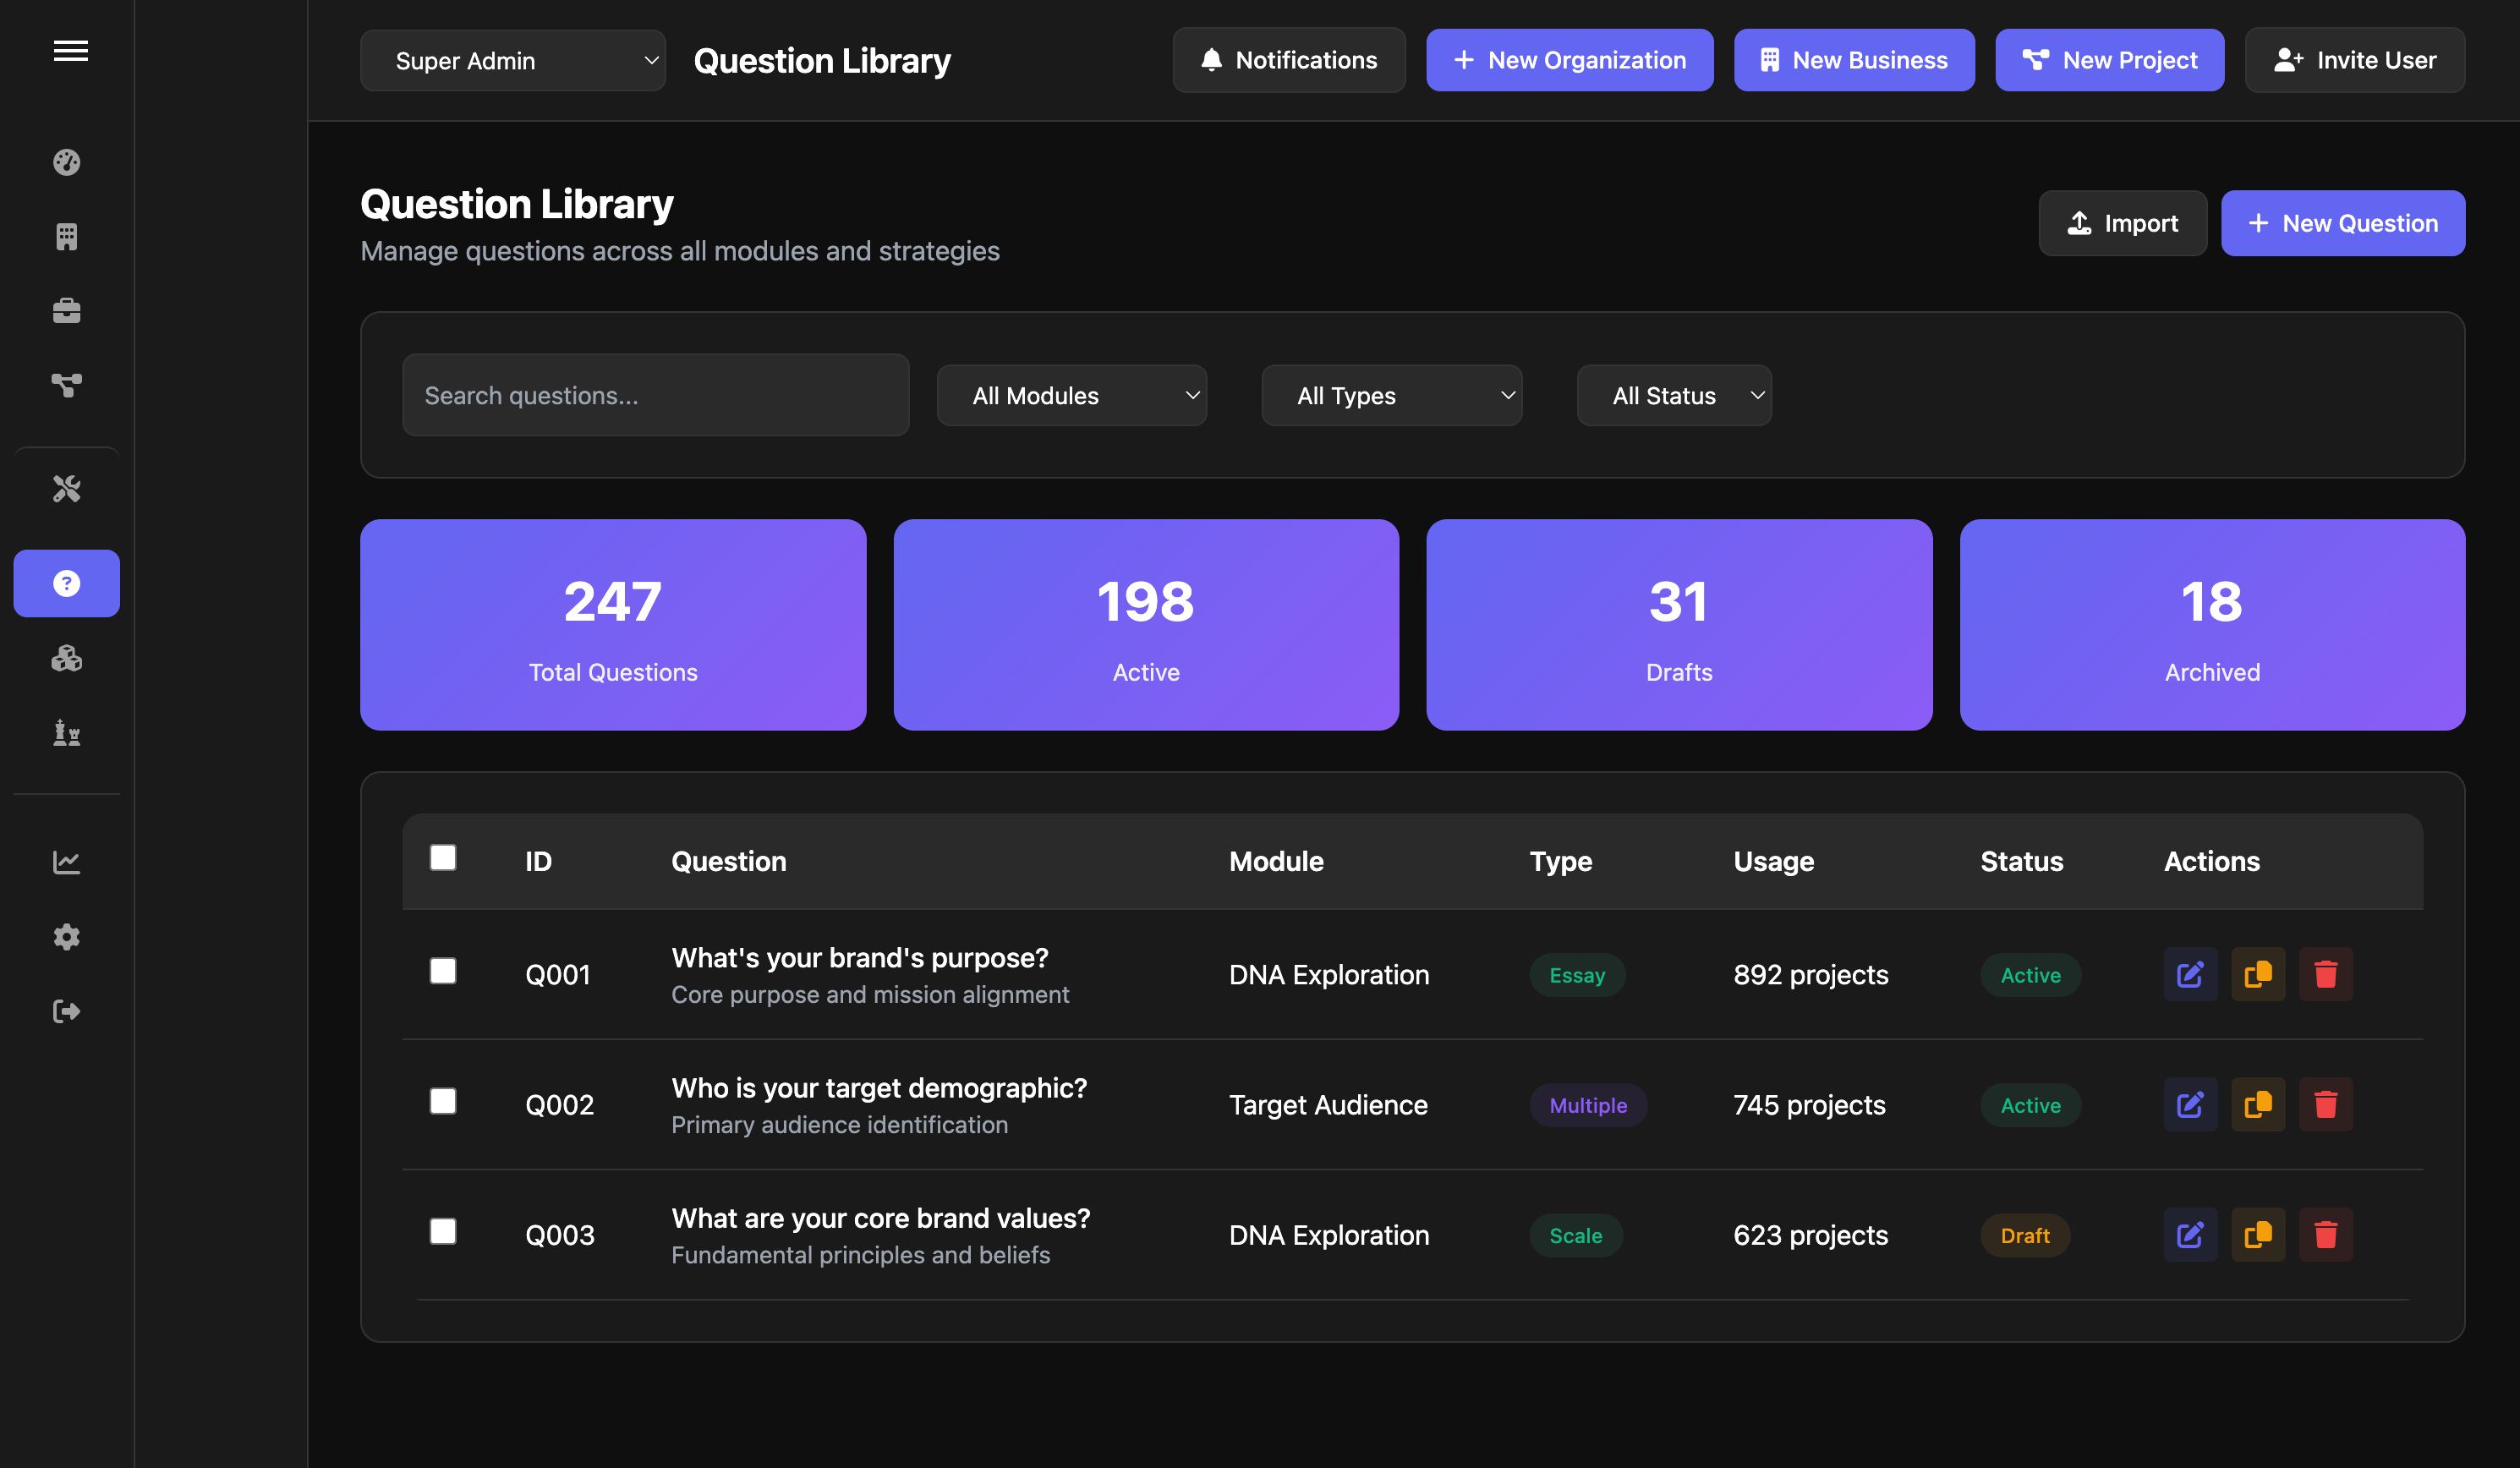 Super Admin
Question Library
Notifications
New Organization
New Business
New Project
Invite User
Question Library
Manage questions across all modules and strategies
Import
New Question
Search questions...
All Modules
All Types
All Status
247
Total Questions
198
Active
31
Drafts
18
Archived
ID Question Module Type Usage Status Actions
Q001 What's your brand's purpose? DNA Exploration Essay 892 projects Active
Core purpose and mission alignment
Q002 Who is your target demographic? Target Audience Multiple 745 projects Active
Primary audience identification
Q003 What are your core brand values? DNA Exploration Scale 623 projects Draft
Fundamental principles and beliefs